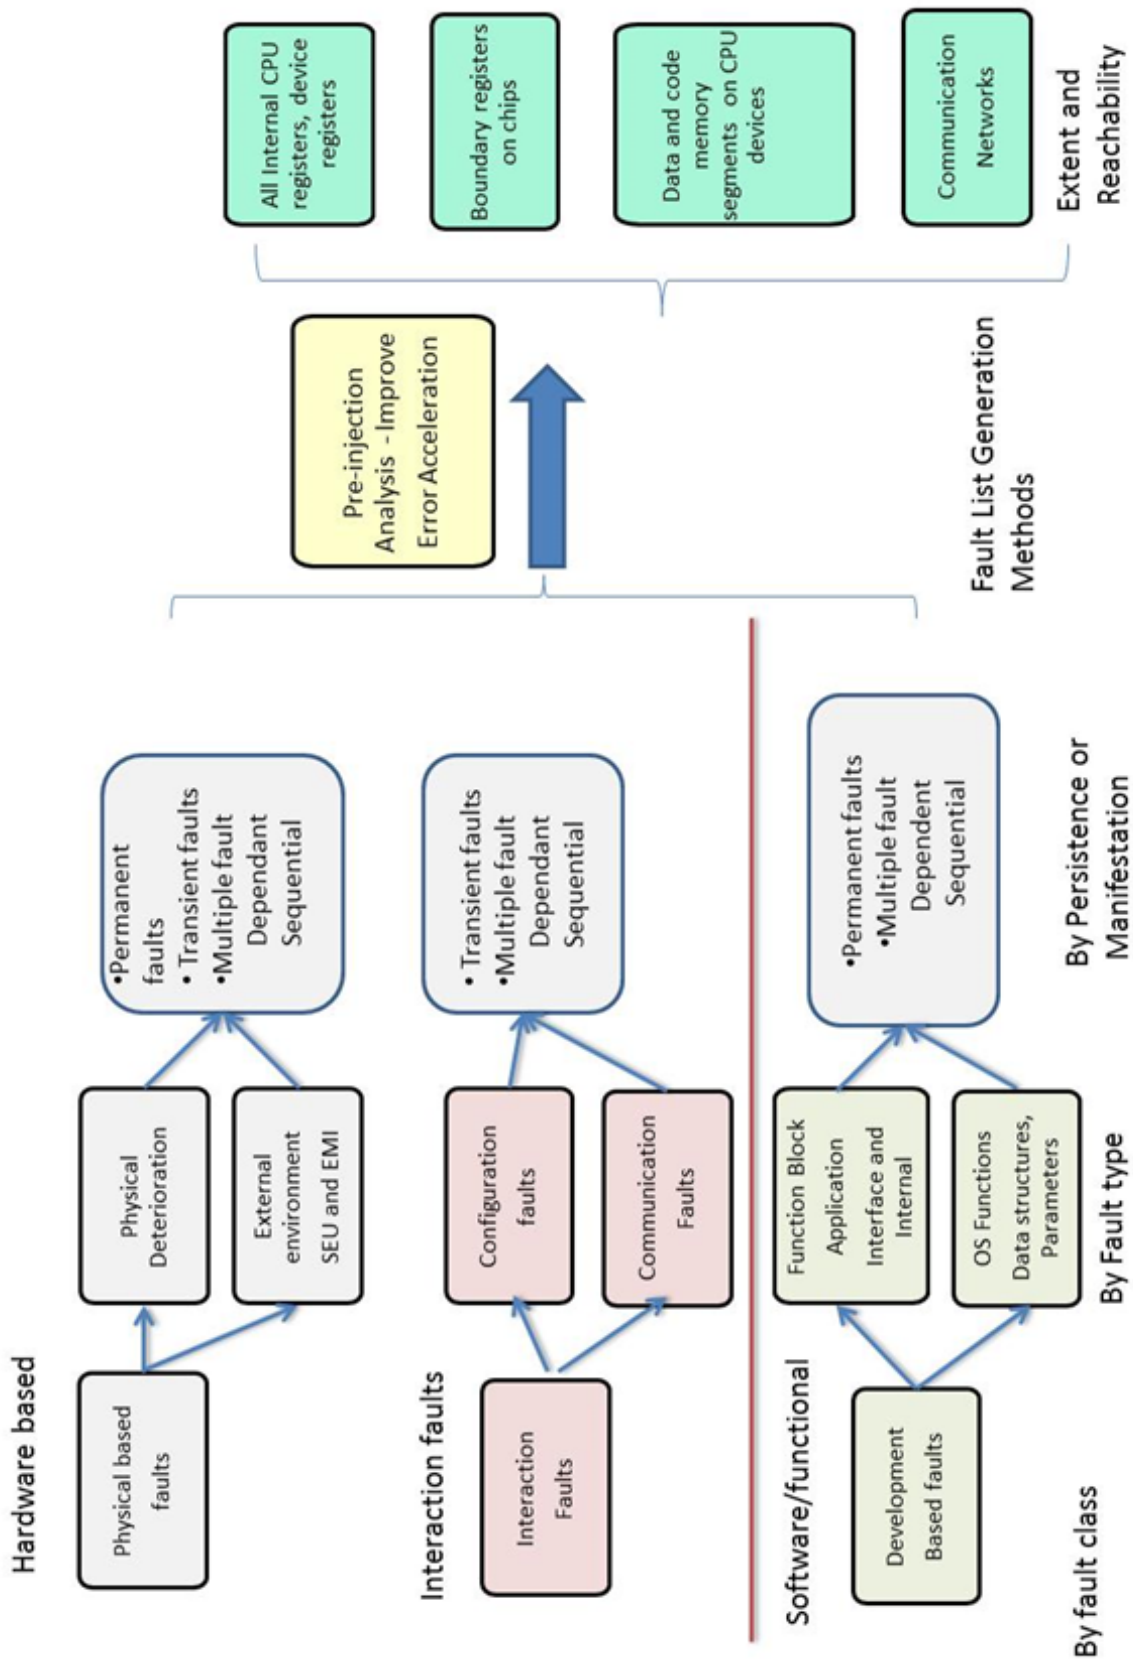 Hardware based
Physical based
faults
Physical
Deterioration
External
environment
SEU and EMI
•Permanent
faults
• Transient faults
•Multiple fault
Dependant
Sequential
Interaction faults
Interaction
Faults
Configuration
faults
Communication
Faults
• Transient faults
•Multiple fault
Dependant
Sequential
Software/functional
Development
Based faults
Function Block
Application
Interface and
Internal
OS Functions
Data structures,
Parameters
•Permanent faults
•Multiple fault
Dependent
Sequential
Pre-injection
Analysis - Improve
Error Acceleration
All Internal CPU
registers, device
registers
Boundary registers
on chips
Data and code
memory
segments on CPU
devices
Communication
Networks
By fault class
By Fault type
By Persistence or
Manifestation
Fault List Generation
Methods
Extent and
Reachability